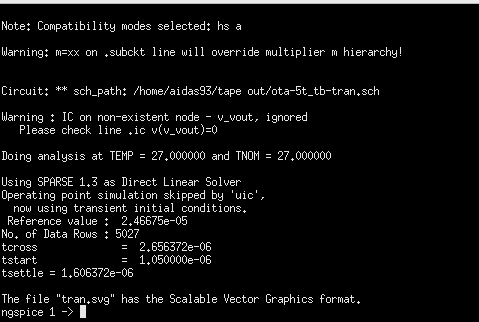 Note: Compatibility modes selected: hs a
Warning: m=xx on .subckt line will override multiplier m hierarchy!
Circuit: ** sch_path: /home/aidas93/tape out/ota-5t_tb-tran.sch
Warning : IC on non-existent node - v_vout, ignored
Please check line .ic v(v_vout)=0
Doing analysis at TEMP = 27.000000 and TNOM = 27.000000
Using SPARSE 1.3 as Direct Linear Solver
Operating point simulation skipped by 'uic',
now using transient initial conditions.
Reference value :  2.46675e-05
No. of Data Rows : 5027
tcross              =  2.656372e-06
tstart              =  1.050000e-06
tsettle = 1.606372e-06
The file "tran.svg" has the Scalable Vector Graphics format.
ngspice 1 ->